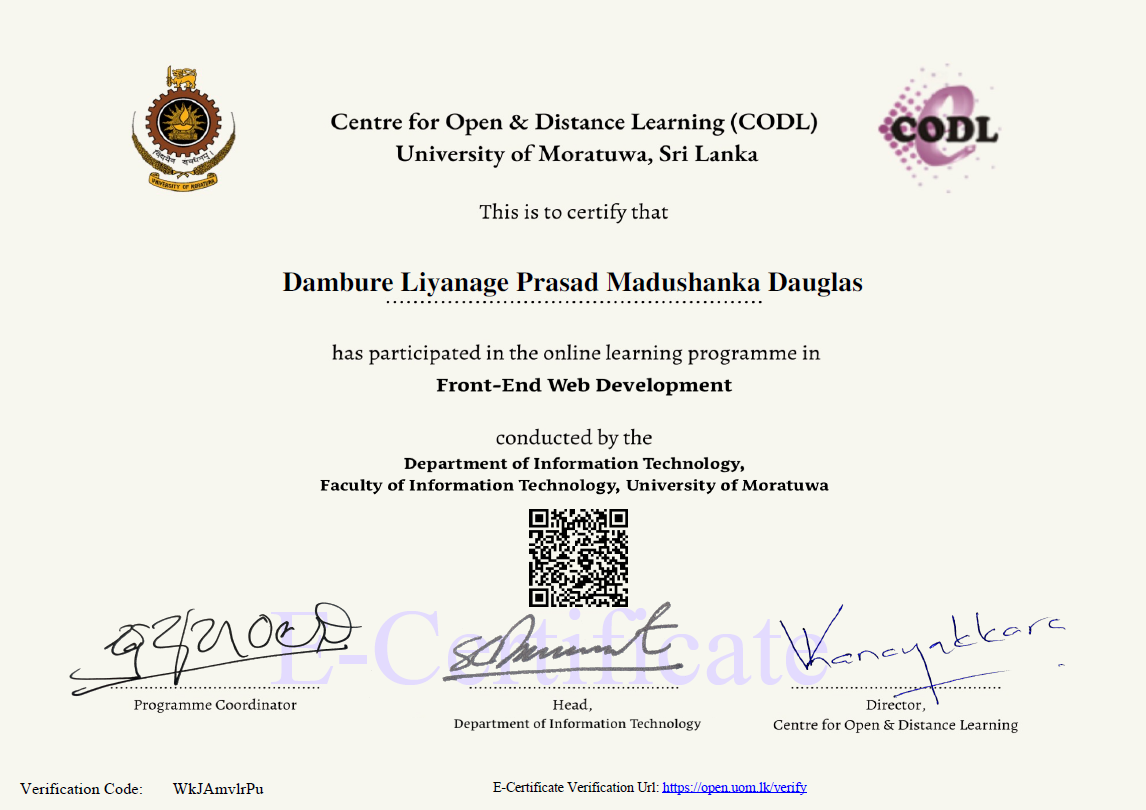 Centre for Open & Distance Learning (CODL)
University of Moratuwa, Sri Lanka
UNIVERSITY OF MORATUWA
CODL
This is to certify that
Dambure Liyanage Prasad Madushanka Dauglas
has participated in the online learning programme in
Front-End Web Development
conducted by the
Department of Information Technology,
Faculty of Information Technology, University of Moratuwa
E-Certificate
Programme Coordinator
Head,
Department of Information Technology
Director,
Centre for Open & Distance Learning
Verification Code: WkJAmvlrPu
E-Certificate Verification Url: https://open.uom.lk/verify